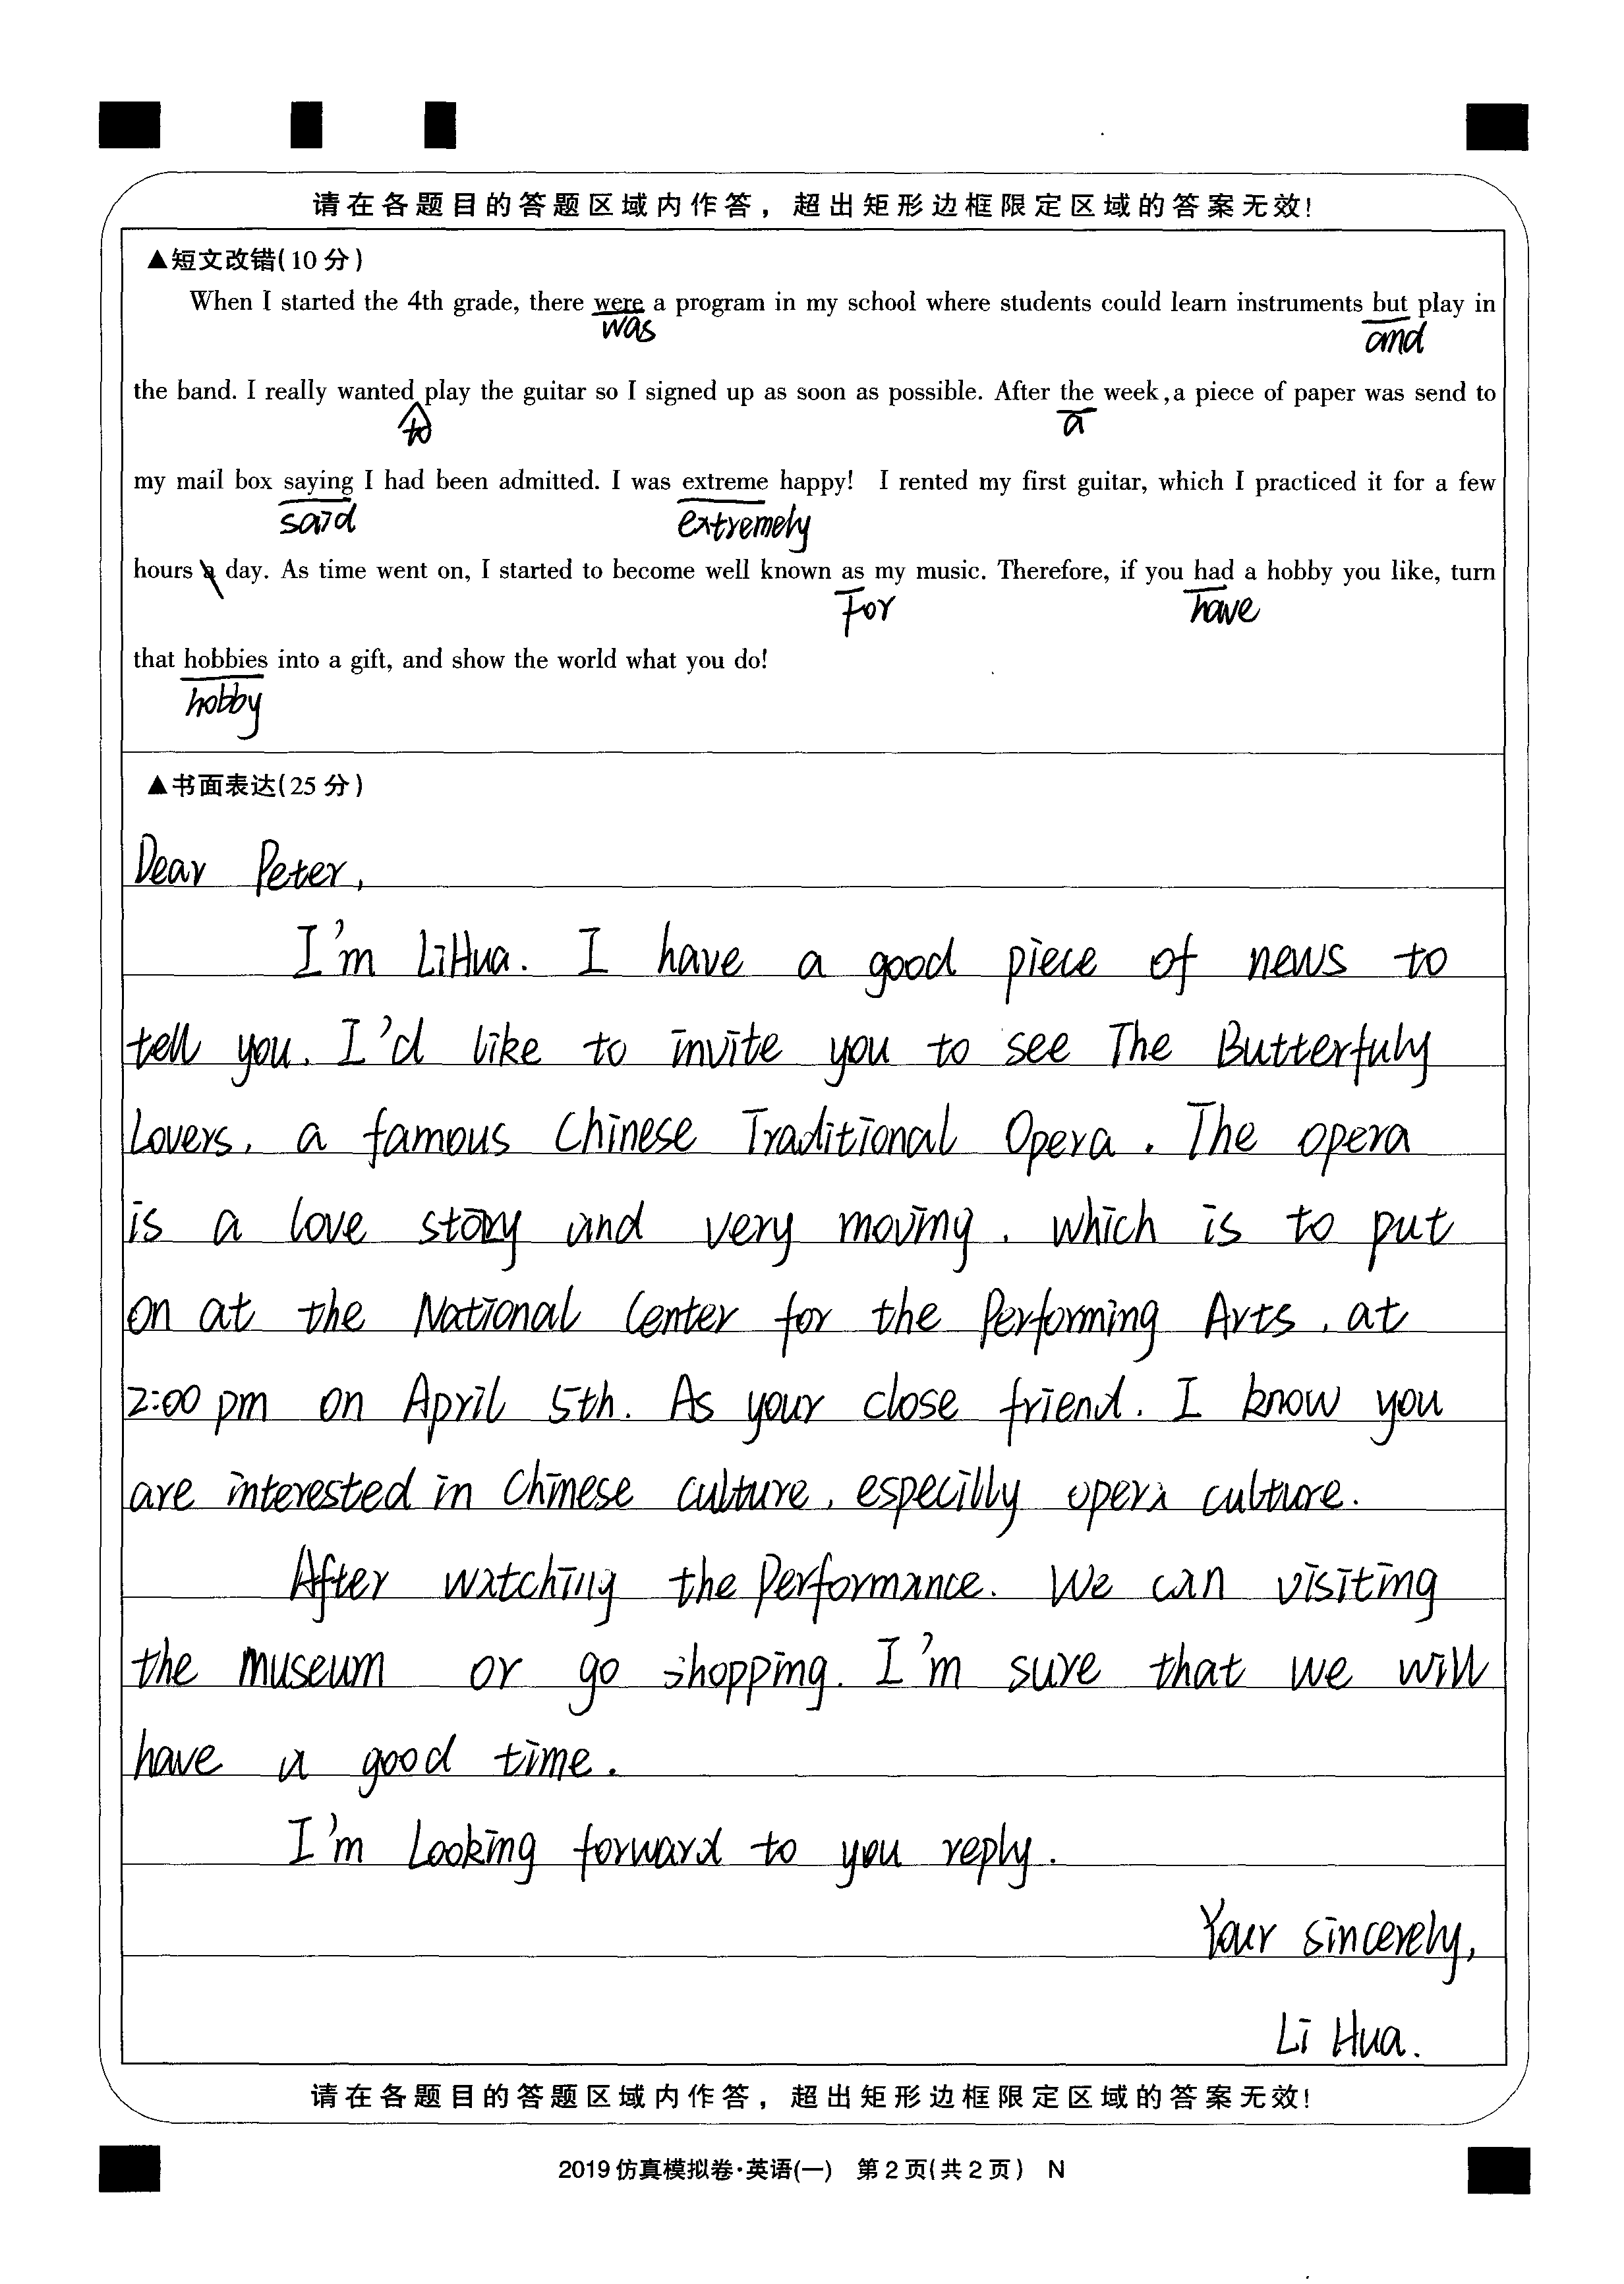 请在各题目的答题区域内作答，超出矩形边框限定区域的答案无效!
▲短文改错(10分)
When I started the 4th grade, there were a program in my school where students could learn instruments but play in
was and
the band. I really wanted play the guitar so I signed up as soon as possible. After the week,a piece of paper was send to
to a
my mail box saying I had been admitted. I was extreme happy! I rented my first guitar, which I practiced it for a few
said extremely
hours a day. As time went on, I started to become well known as my music. Therefore, if you had a hobby you like, turn
For have
that hobbies into a gift, and show the world what you do!
hobby
▲书面表达(25分)
Dear Peter,
I'm LiHua. I have a good piece of news to
tell you. I'd like to invite you to see The Butterfuly
Lovers, a famous Chinese Traditional Opera. The opera
is a love story and very moving, which is to put
on at the National Center for the Performing Arts, at
2:00 pm on April 5th. As your close friend. I know you
are interested in Chinese culture, especilly opera culture.
After watching the performance. We can visiting
the museum or go shopping. I'm sure that we will
have a good time.
I'm Looking forward to you reply.
Your sincerely,
Li Hua.
请在各题目的答题区域内作答，超出矩形边框限定区域的答案无效!
2019仿真模拟卷·英语(一) 第2页(共2页) N